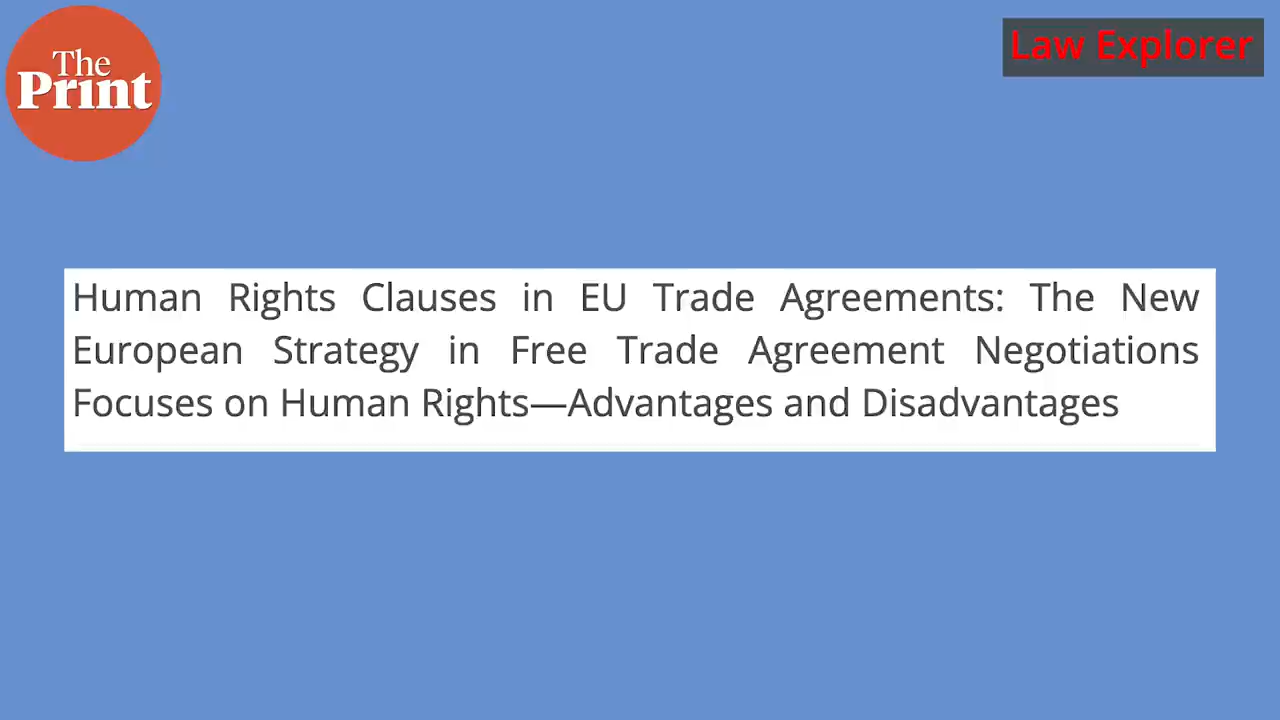 The
Print
Law Explorer
Human Rights Clauses in EU Trade Agreements: The New
European Strategy in Free Trade Agreement Negotiations
Focuses on Human Rights—Advantages and Disadvantages